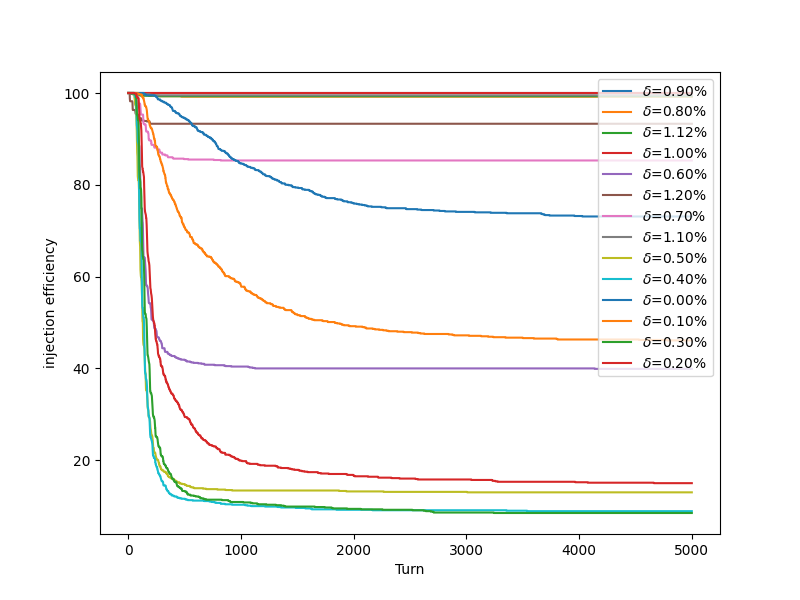 100
80
60
40
20
injection efficiency
0
1000
2000
3000
4000
5000
Turn
δ=0.90%
δ=0.80%
δ=1.12%
δ=1.00%
δ=0.60%
δ=1.20%
δ=0.70%
δ=1.10%
δ=0.50%
δ=0.40%
δ=0.00%
δ=0.10%
δ=0.30%
δ=0.20%